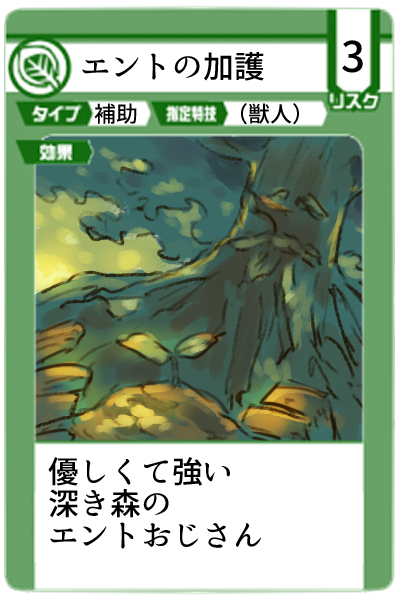 エントの加護
3
リスク
タイプ 補助 指定特技 （獣人）
効果
優しくて強い
深き森の
エントおじさん